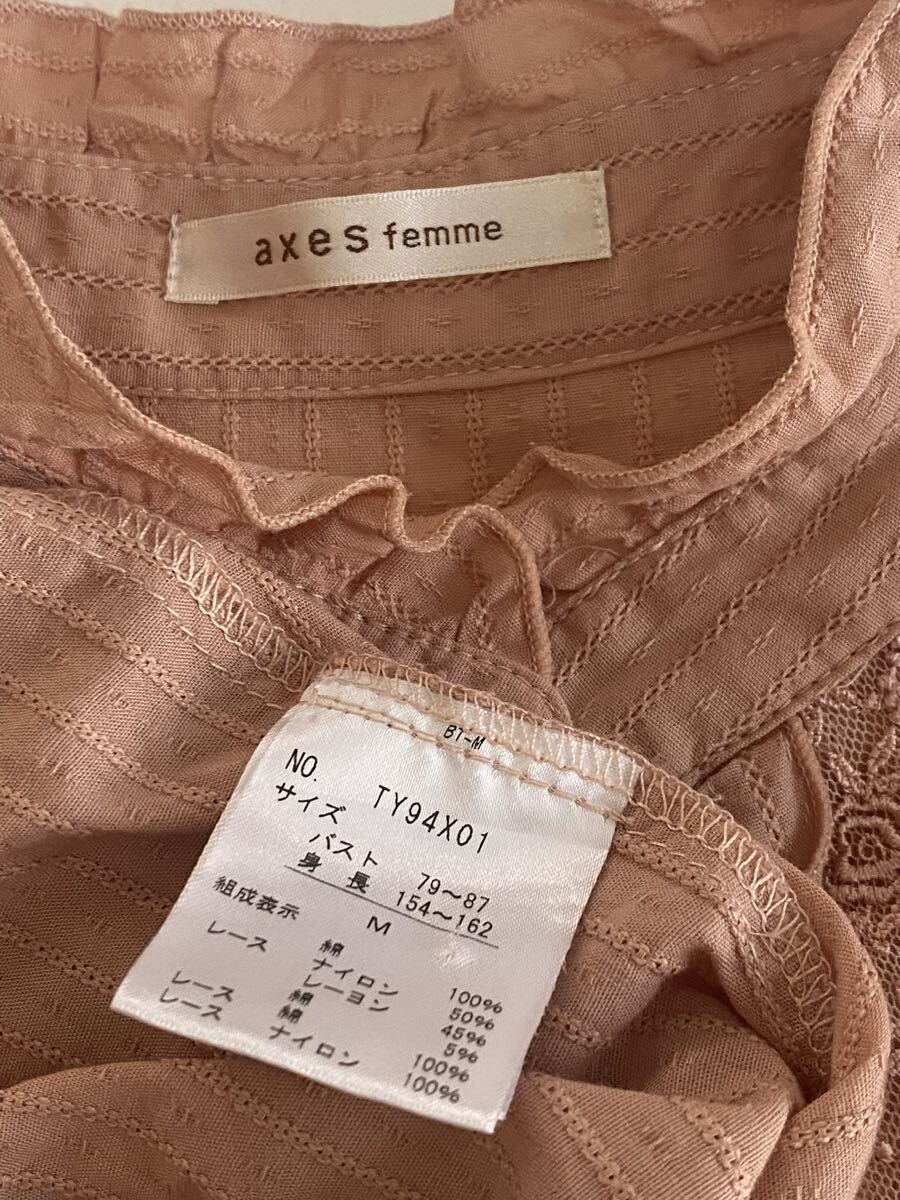 axes femme
BT-M
NO. TY94X01
サイズ
バスト 79〜87
身長 154〜162
M
組成表示
綿 100%
レース ナイロン 50%
レーヨン 45%
綿 5%
レース 綿 100%
レース ナイロン 100%